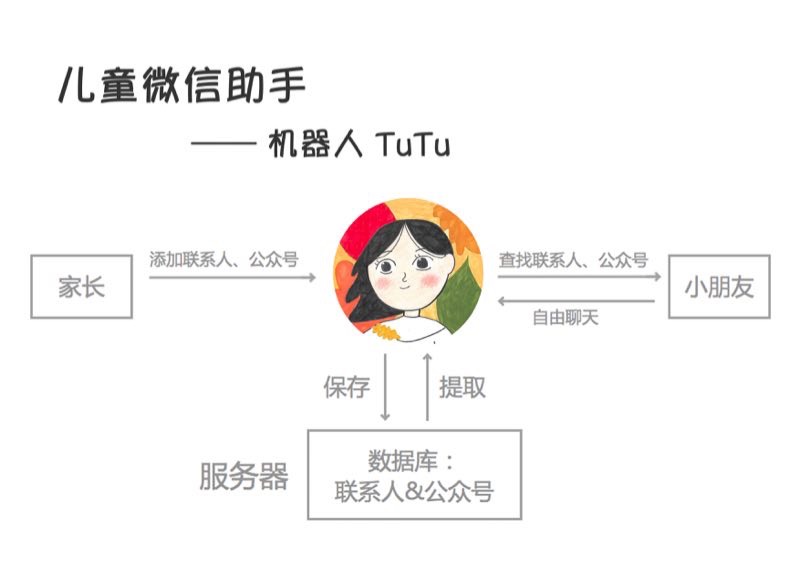 儿童微信助手
—— 机器人 TuTu
添加联系人、公众号
查找联系人、公众号
家长
小朋友
自由聊天
保存
提取
服务器
数据库：
联系人&公众号